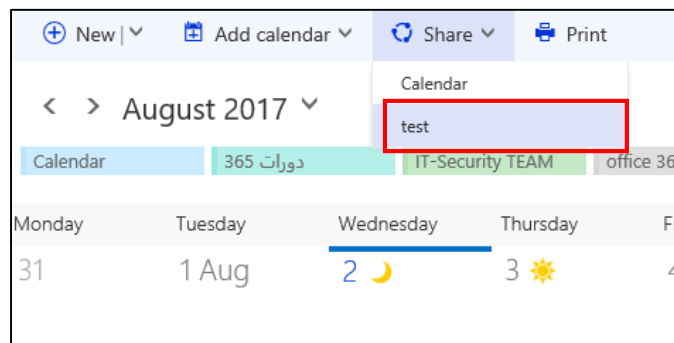 New | Add calendar Share Print
Calendar
August 2017
test
Calendar دورات 365 IT-Security TEAM office 36
Monday Tuesday Wednesday Thursday F
31 1 Aug 2 3 4